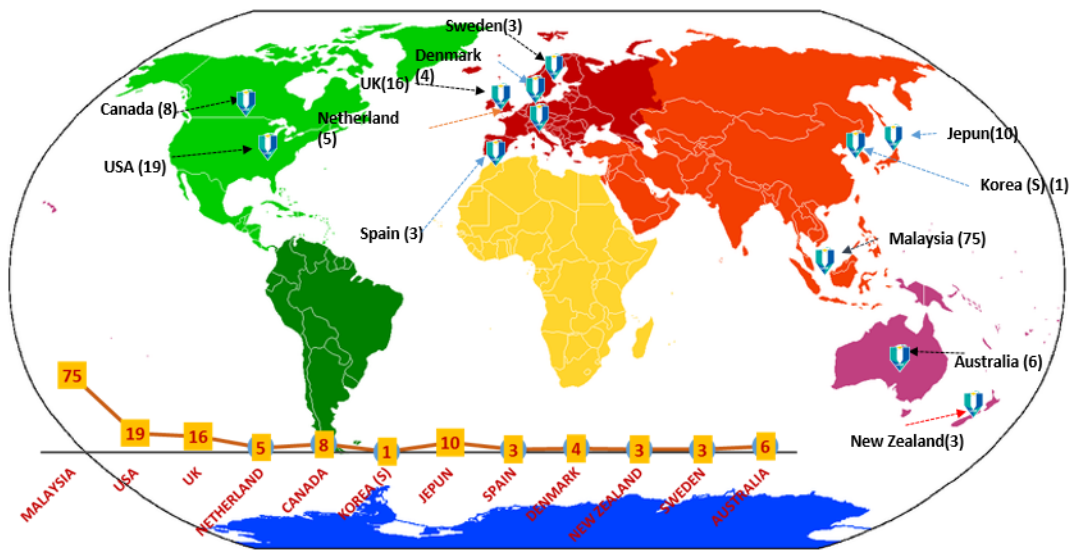 Sweden(3)
Denmark
(4)
UK(16)
Canada (8)
Netherland
(5)
USA (19)
Spain (3)
Jepun(10)
Korea (S) (1)
Malaysia (75)
Australia (6)
New Zealand(3)
75
19
16
5
8
1
10
3
4
3
3
6
MALAYSIA
USA
UK
NETHERLAND
CANADA
KOREA (S)
JEPUN
SPAIN
DENMARK
NEW ZEALAND
SWEDEN
AUSTRALIA